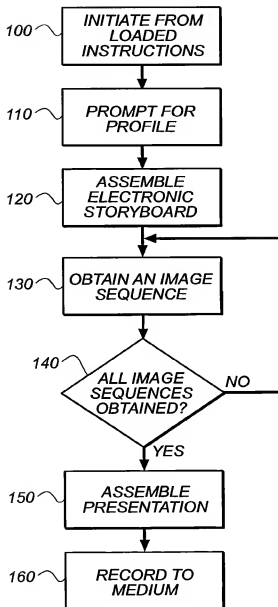 100
INITIATE FROM
LOADED
INSTRUCTIONS
110
PROMPT FOR
PROFILE
120
ASSEMBLE
ELECTRONIC
STORYBOARD
130
OBTAIN AN IMAGE
SEQUENCE
140
ALL IMAGE
SEQUENCES
OBTAINED?
NO
YES
150
ASSEMBLE
PRESENTATION
160
RECORD TO
MEDIUM